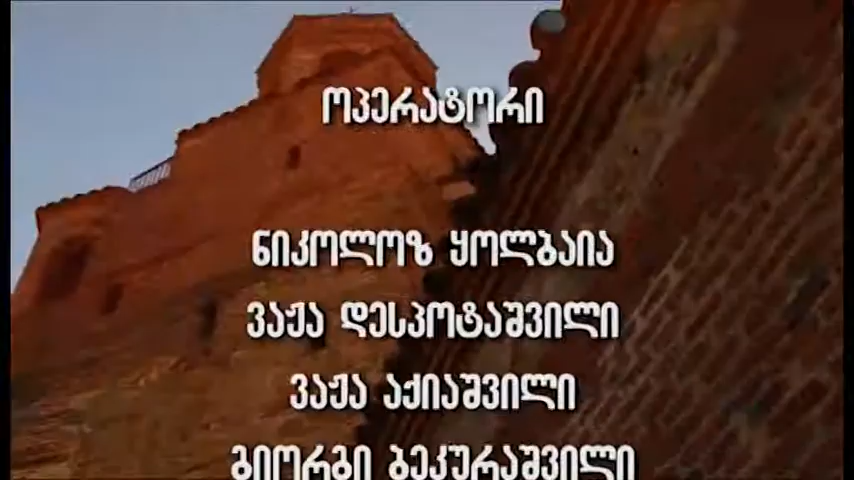 ოპერატორი
ნიკოლოზ ყოლბაია
ვაჟა დესპოტაშვილი
ვაჟა აქიაშვილი
გიორგი ბეკურაშვილი